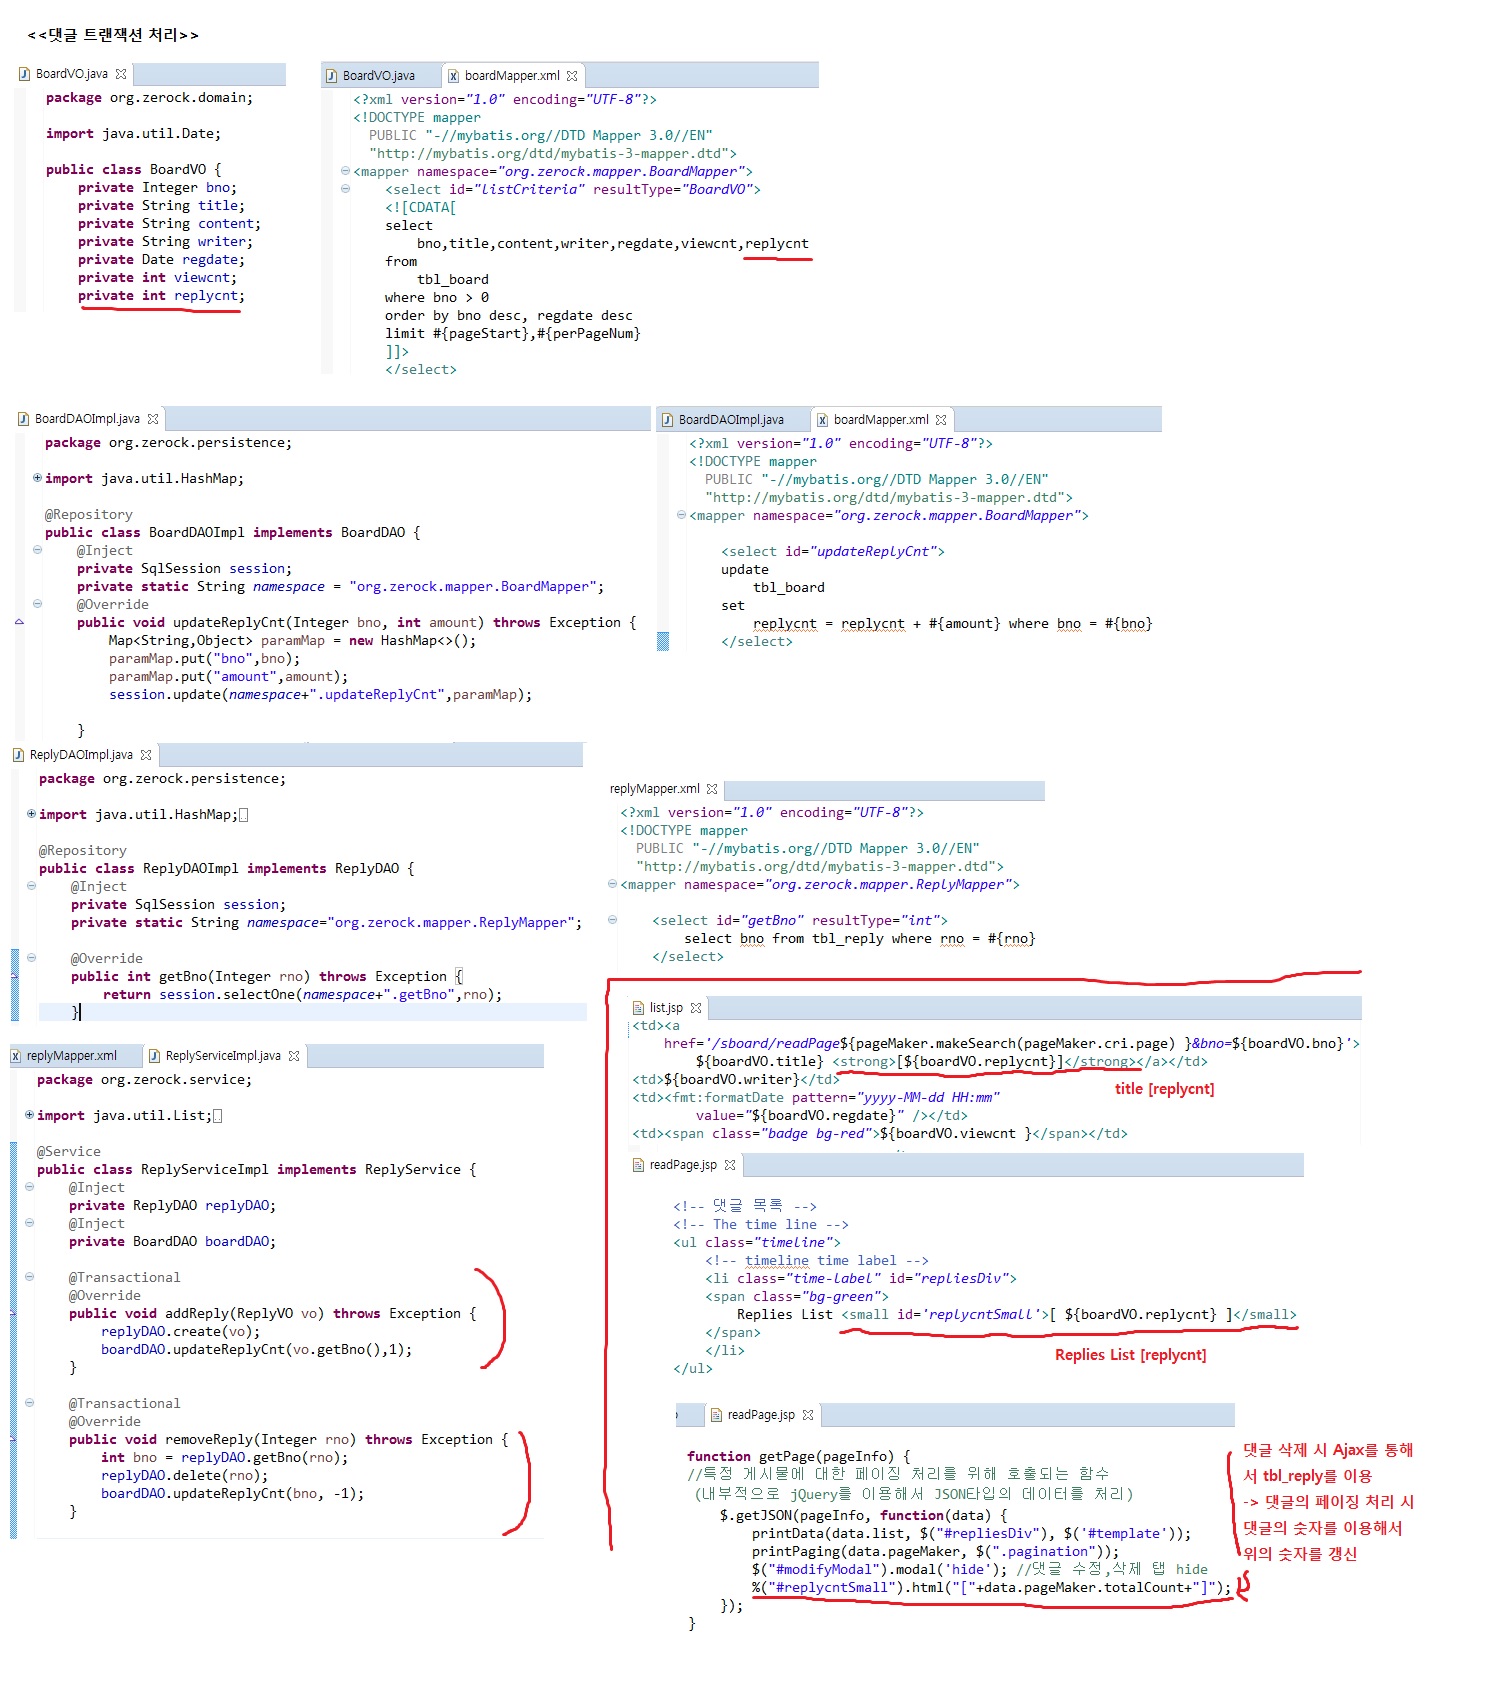 <<댓글 트랜잭션 처리>>
BoardVO.java
package org.zerock.domain;
import java.util.Date;
public class BoardVO {
private Integer bno;
private String title;
private String content;
private String writer;
private Date regdate;
private int viewcnt;
private int replycnt;
BoardVO.java boardMapper.xml
<?xml version="1.0" encoding="UTF-8"?>
<!DOCTYPE mapper
PUBLIC "-//mybatis.org//DTD Mapper 3.0//EN"
"http://mybatis.org/dtd/mybatis-3-mapper.dtd">
<mapper namespace="org.zerock.mapper.BoardMapper">
<select id="listCriteria" resultType="BoardVO">
<![CDATA[
select
bno,title,content,writer,regdate,viewcnt,replycnt
from
tbl_board
where bno > 0
order by bno desc, regdate desc
limit #{pageStart},#{perPageNum}
]]>
</select>
BoardDAOImpl.java
package org.zerock.persistence;
import java.util.HashMap;
@Repository
public class BoardDAOImpl implements BoardDAO {
@Inject
private SqlSession session;
private static String namespace = "org.zerock.mapper.BoardMapper";
@Override
public void updateReplyCnt(Integer bno, int amount) throws Exception {
Map<String,Object> paramMap = new HashMap<>();
paramMap.put("bno",bno);
paramMap.put("amount",amount);
session.update(namespace+".updateReplyCnt",paramMap);
}
BoardDAOImpl.java boardMapper.xml
<?xml version="1.0" encoding="UTF-8"?>
<!DOCTYPE mapper
PUBLIC "-//mybatis.org//DTD Mapper 3.0//EN"
"http://mybatis.org/dtd/mybatis-3-mapper.dtd">
<mapper namespace="org.zerock.mapper.BoardMapper">
<select id="updateReplyCnt">
update
tbl_board
set
replycnt = replycnt + #{amount} where bno = #{bno}
</select>
ReplyDAOImpl.java
package org.zerock.persistence;
import java.util.HashMap;
@Repository
public class ReplyDAOImpl implements ReplyDAO {
@Inject
private SqlSession session;
private static String namespace="org.zerock.mapper.ReplyMapper";
@Override
public int getBno(Integer rno) throws Exception {
return session.selectOne(namespace+".getBno",rno);
}
replyMapper.xml
<?xml version="1.0" encoding="UTF-8"?>
<!DOCTYPE mapper
PUBLIC "-//mybatis.org//DTD Mapper 3.0//EN"
"http://mybatis.org/dtd/mybatis-3-mapper.dtd">
<mapper namespace="org.zerock.mapper.ReplyMapper">
<select id="getBno" resultType="int">
select bno from tbl_reply where rno = #{rno}
</select>
replyMapper.xml ReplyServiceImpl.java
package org.zerock.service;
import java.util.List;
@Service
public class ReplyServiceImpl implements ReplyService {
@Inject
private ReplyDAO replyDAO;
@Inject
private BoardDAO boardDAO;
@Transactional
@Override
public void addReply(ReplyVO vo) throws Exception {
replyDAO.create(vo);
boardDAO.updateReplyCnt(vo.getBno(),1);
}
@Transactional
@Override
public void removeReply(Integer rno) throws Exception {
int bno = replyDAO.getBno(rno);
replyDAO.delete(rno);
boardDAO.updateReplyCnt(bno, -1);
}
list.jsp
<td><a
href='/sboard/readPage${pageMaker.makeSearch(pageMaker.cri.page) }&bno=${boardVO.bno}'>
${boardVO.title} <strong>[${boardVO.replycnt}]</strong></a></td>
<td>${boardVO.writer}</td>
title [replycnt]
<td><fmt:formatDate pattern="yyyy-MM-dd HH:mm"
value="${boardVO.regdate}" /></td>
<td><span class="badge bg-red">${boardVO.viewcnt }</span></td>
readPage.jsp
<!-- 댓글 목록 -->
<!-- The time line -->
<ul class="timeline">
<!-- timeline time label -->
<li class="time-label" id="repliesDiv">
<span class="bg-green">
Replies List <small id='replycntSmall'>[ ${boardVO.replycnt} ]</small>
</span>
</li>
Replies List [replycnt]
</ul>
readPage.jsp
function getPage(pageInfo) {
//특정 게시물에 대한 페이징 처리를 위해 호출되는 함수
(내부적으로 jQuery를 이용해서 JSON타입의 데이터를 처리)
$.getJSON(pageInfo, function(data) {
printData(data.list, $("#repliesDiv"), $('#template'));
printPaging(data.pageMaker, $(".pagination"));
$("#modifyModal").modal('hide'); //댓글 수정,삭제 탭 hide
%("#replycntSmall").html("["+data.pageMaker.totalCount+"]");
});
}
댓글 삭제 시 Ajax를 통해
서 tbl_reply를 이용
-> 댓글의 페이징 처리 시
댓글의 숫자를 이용해서
위의 숫자를 갱신